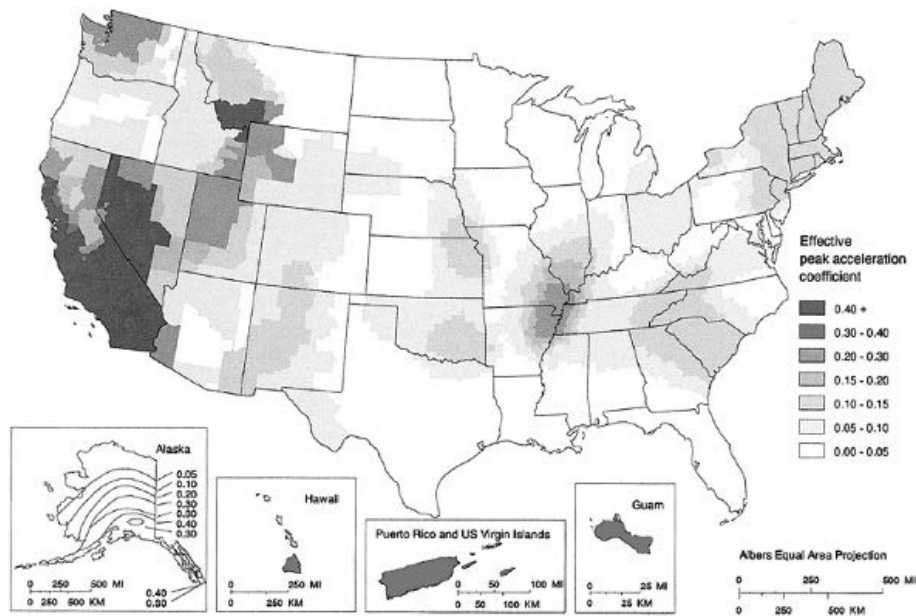 Effective
peak acceleration
coefficient
0.40 +
0.30 - 0.40
0.20 - 0.30
0.15 - 0.20
0.10 - 0.15
0.05 - 0.10
0.00 - 0.05
Alaska
0.05
0.10
0.20
0.30
0.30
0.40
0.30
0 250 500 MI
0 250 500 KM
0.40
0.30
Hawaii
0 250 MI
0 250 KM
Puerto Rico and US Virgin Islands
0 50 100 MI
0 50 100 KM
Guam
0 25 MI
0 25 KM
Albers Equal Area Projection
0 250 500 MI
0 250 500 KM